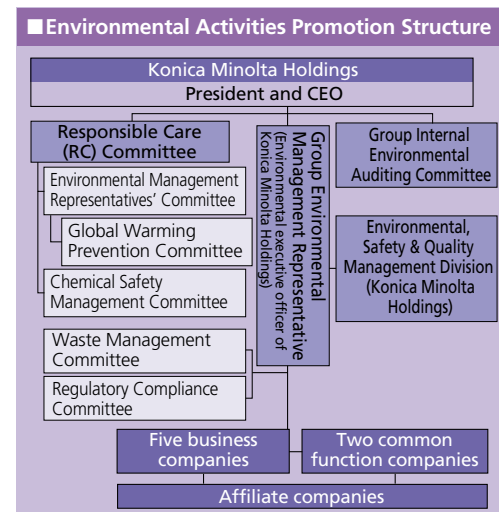 ■Environmental Activities Promotion Structure
Konica Minolta Holdings
President and CEO
Responsible Care
(RC) Committee
Environmental Management
Representatives’ Committee
Global Warming
Prevention Committee
Chemical Safety
Management Committee
Waste Management
Committee
Regulatory Compliance
Committee
Group Environmental
Management Representative
(Environmental executive officer of
Konica Minolta Holdings)
Group Internal
Environmental
Auditing Committee
Environmental,
Safety & Quality
Management Division
(Konica Minolta
Holdings)
Five business
companies
Two common
function companies
Affiliate companies